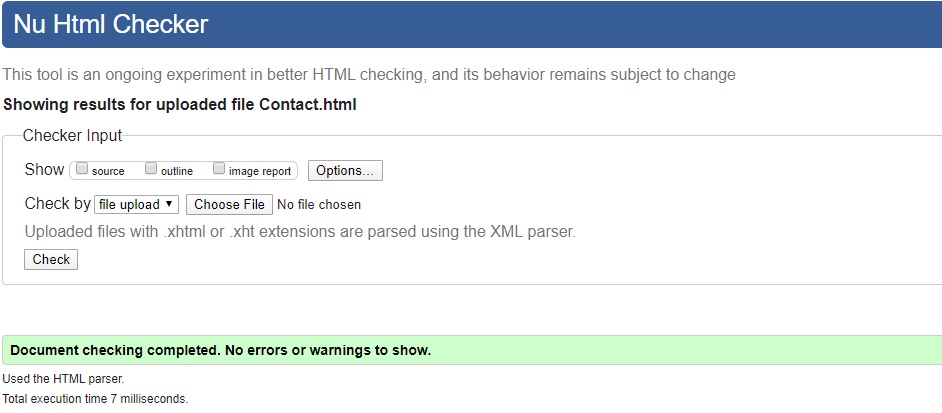 Nu Html Checker
This tool is an ongoing experiment in better HTML checking, and its behavior remains subject to change
Showing results for uploaded file Contact.html
Checker Input
Show source outline image report Options...
Check by file upload Choose File No file chosen
Uploaded files with .xhtml or .xht extensions are parsed using the XML parser.
Check
Document checking completed. No errors or warnings to show.
Used the HTML parser.
Total execution time 7 milliseconds.